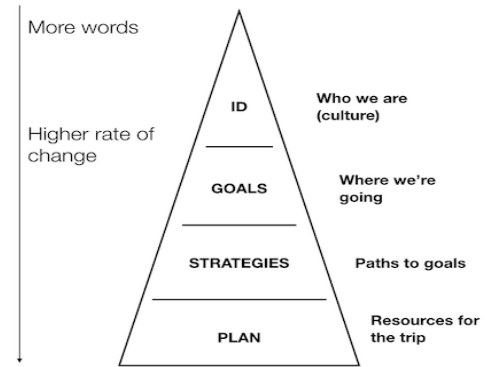 More words
Higher rate of
change
ID
Who we are
(culture)
GOALS
Where we're
going
STRATEGIES
Paths to goals
PLAN
Resources for
the trip